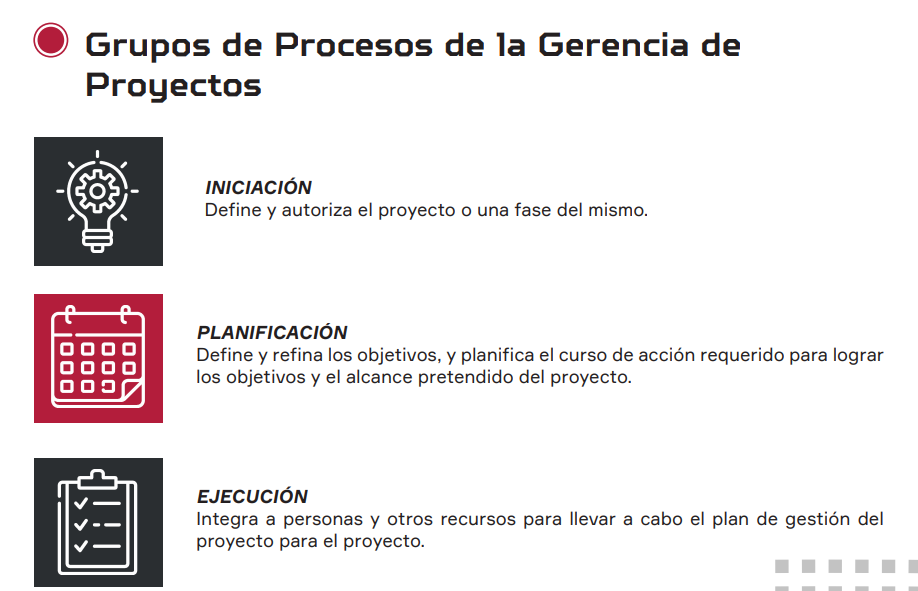 Grupos de Procesos de la Gerencia de
Proyectos
INICIACIÓN
Define y autoriza el proyecto o una fase del mismo.
PLANIFICACIÓN
Define y refina los objetivos, y planifica el curso de acción requerido para lograr
los objetivos y el alcance pretendido del proyecto.
EJECUCIÓN
Integra a personas y otros recursos para llevar a cabo el plan de gestión del
proyecto para el proyecto.